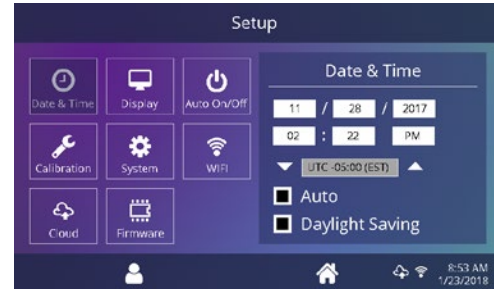 Setup
Date & Time
Display
Auto On/Off
Calibration
System
WIFI
Cloud
Firmware
Date & Time
11 / 28 / 2017
02 : 22 PM
UTC -05:00 (EST)
Auto
Daylight Saving
8:53 AM
1/23/2018